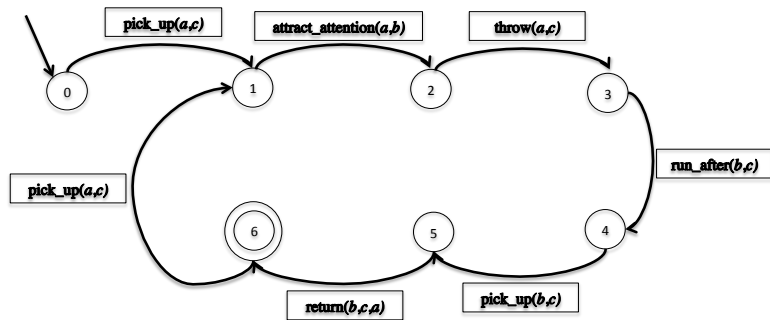 pick_up(a,c)
attract_attention(a,b)
throw(a,c)
0
1
2
3
pick_up(a,c)
run_after(b,c)
6
5
4
return(b,c,a)
pick_up(b,c)